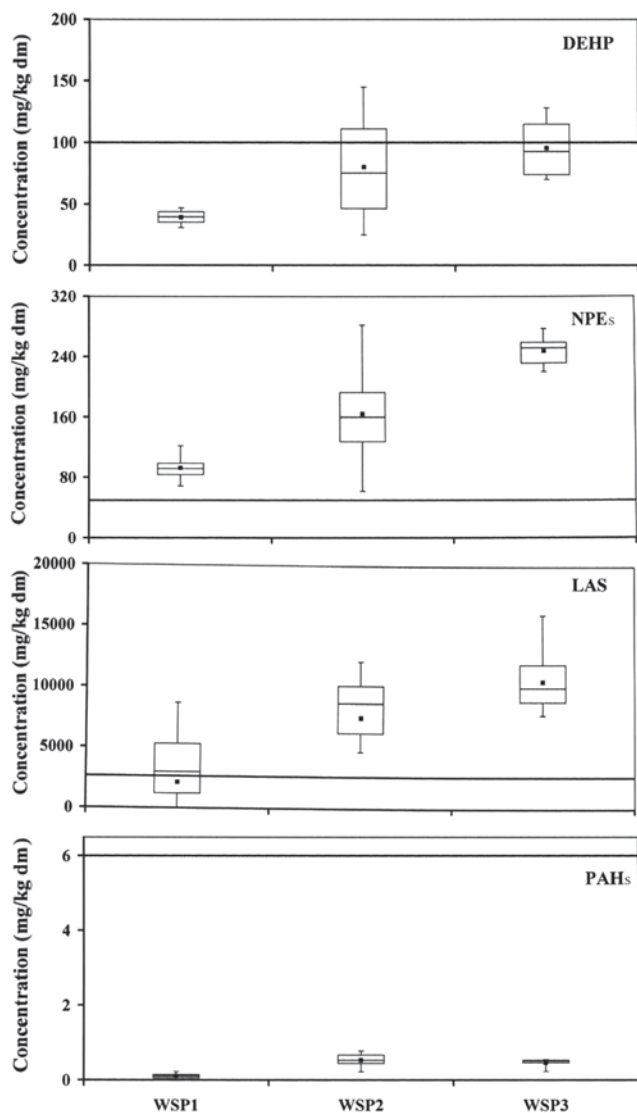 Concentration (mg/kg dm)
200
150
100
50
0
DEHP
Concentration (mg/kg dm)
320
240
160
80
0
NPEs
Concentration (mg/kg dm)
20000
15000
10000
5000
0
LAS
Concentration (mg/kg dm)
6
4
2
0
PAHs
WSP1 WSP2 WSP3